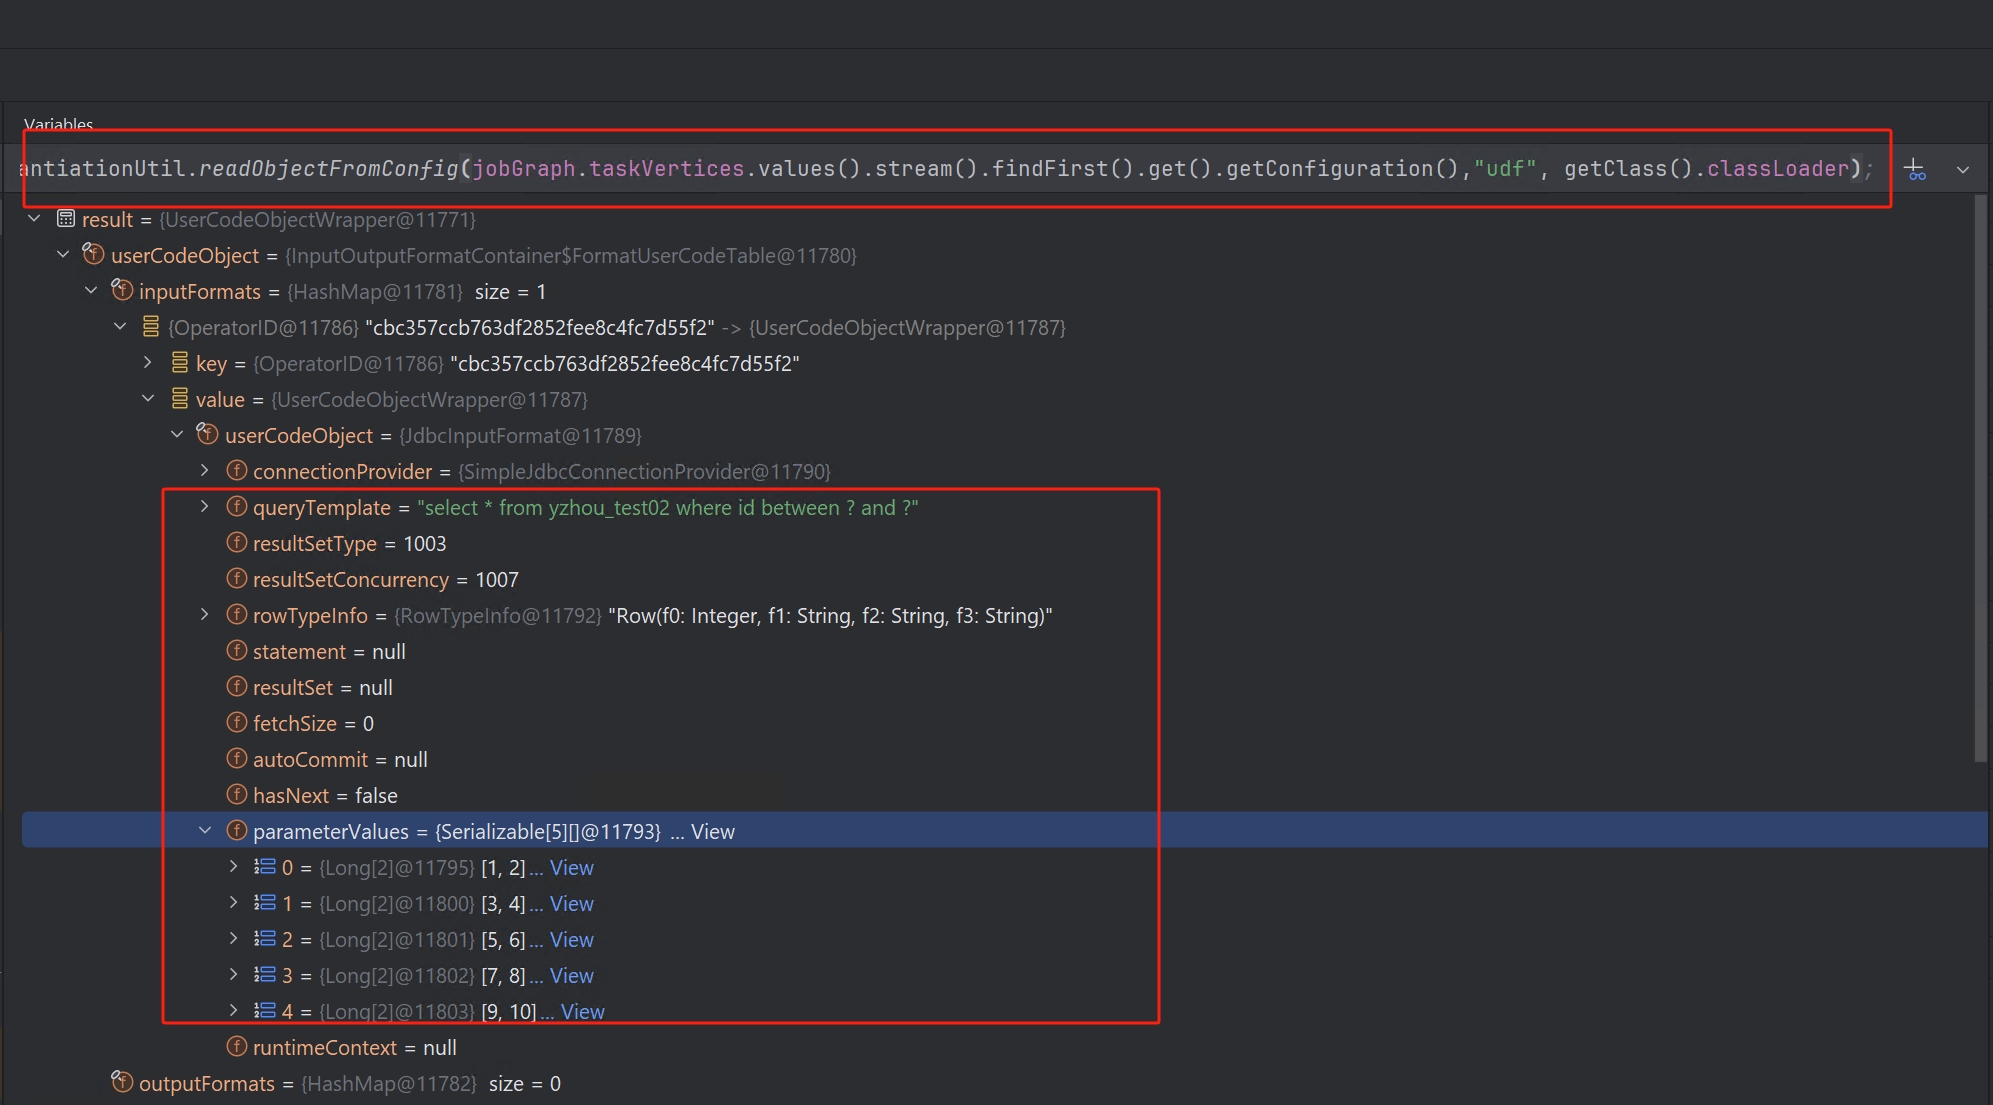 Variables
antiationUtil.readObjectFromConfig(jobGraph.taskVertices.values().stream().findFirst().get().getConfiguration(),"udf", getClass().classLoader);
result = {UserCodeObjectWrapper@11771}
userCodeObject = {InputOutputFormatContainer$FormatUserCodeTable@11780}
inputFormats = {HashMap@11781} size = 1
{OperatorID@11786} "cbc357ccb763df2852fee8c4fc7d55f2" -> {UserCodeObjectWrapper@11787}
key = {OperatorID@11786} "cbc357ccb763df2852fee8c4fc7d55f2"
value = {UserCodeObjectWrapper@11787}
userCodeObject = {JdbcInputFormat@11789}
connectionProvider = {SimpleJdbcConnectionProvider@11790}
queryTemplate = "select * from yzhou_test02 where id between ? and ?"
resultSetType = 1003
resultSetConcurrency = 1007
rowTypeInfo = {RowTypeInfo@11792} "Row(f0: Integer, f1: String, f2: String, f3: String)"
statement = null
resultSet = null
fetchSize = 0
autoCommit = null
hasNext = false
parameterValues = {Serializable[5][]@11793} ... View
0 = {Long[2]@11795} [1, 2] ... View
1 = {Long[2]@11800} [3, 4] ... View
2 = {Long[2]@11801} [5, 6] ... View
3 = {Long[2]@11802} [7, 8] ... View
4 = {Long[2]@11803} [9, 10] ... View
runtimeContext = null
outputFormats = {HashMap@11782} size = 0